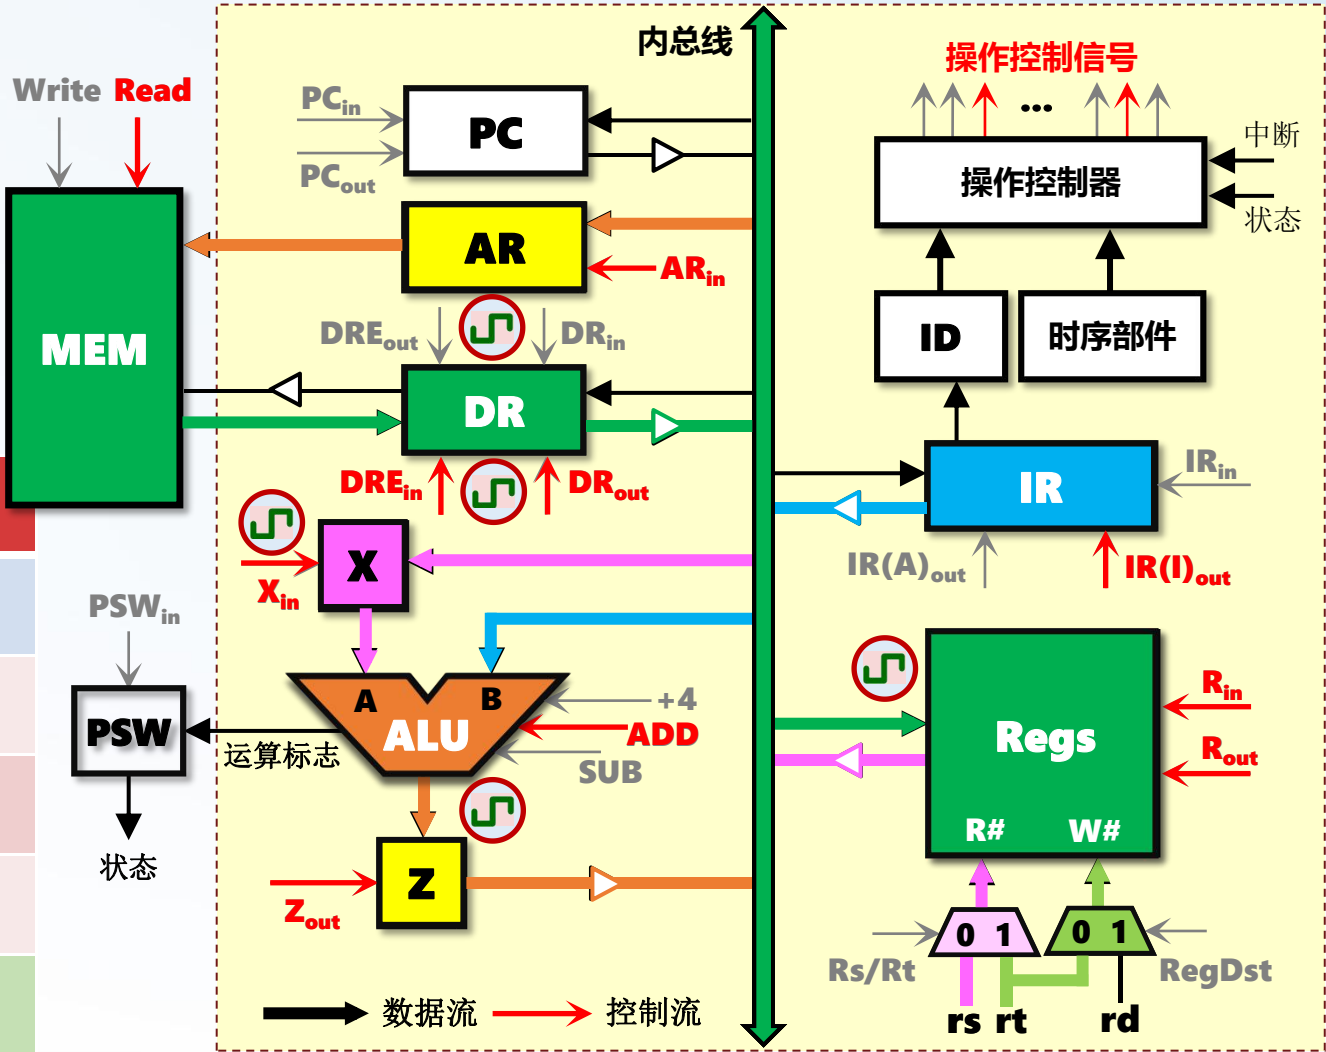 内总线
操作控制信号
Write Read
PCin
PC
PCout
...
中断
操作控制器
状态
AR
ARin
MEM
DREout
DRin
ID
时序部件
DR
DREin
DRout
IR
IRin
X
Xin
IR(A)out
IR(I)out
PSWin
A
B
+4
ALU
ADD
SUB
PSW
运算标志
Regs
Rin
Rout
R# W#
状态
Z
Zout
0 1
0 1
Rs/Rt
RegDst
数据流
控制流
rs rt
rd